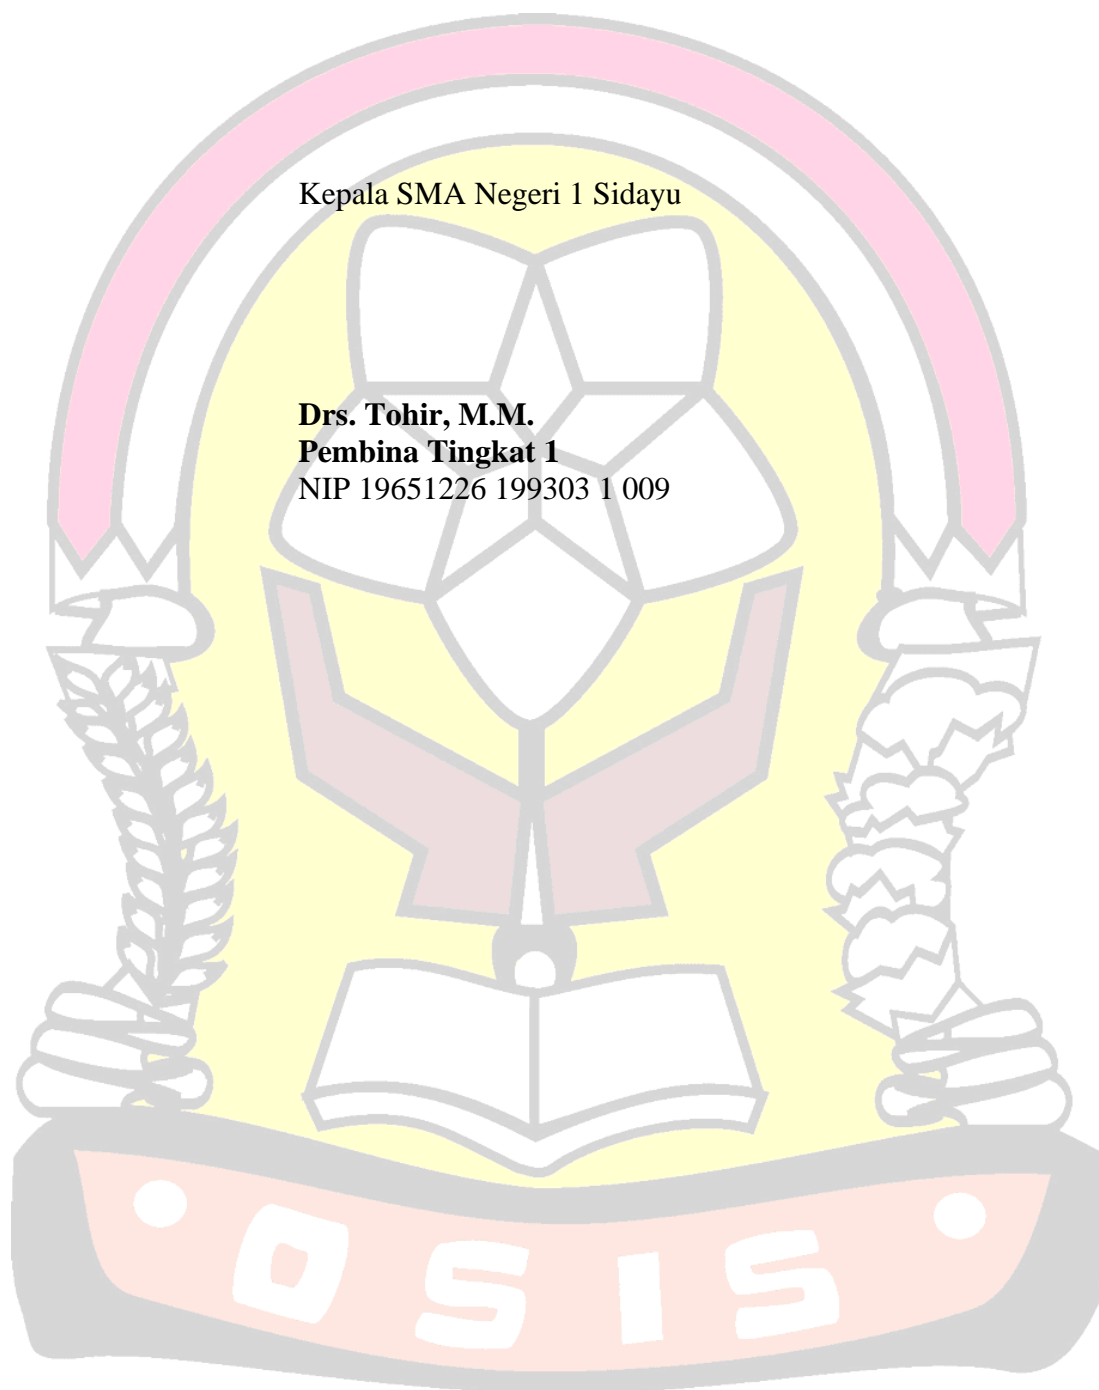 Kepala SMA Negeri 1 Sidayu
Drs. Tohir, M.M.
Pembina Tingkat 1
NIP 19651226 199303 1 009
OSIS